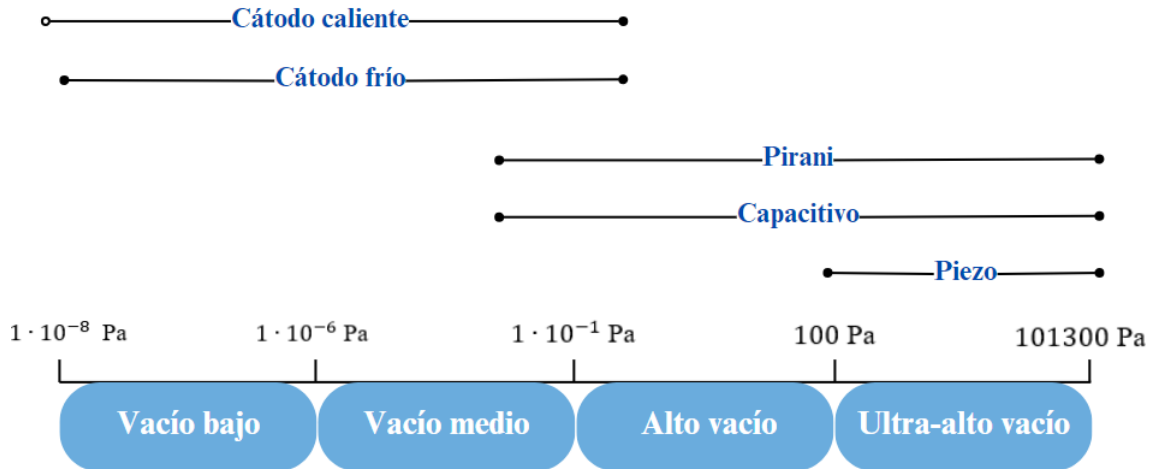 Cátodo caliente
Cátodo frío
Pirani
Capacitivo
Piezo
1 · 10⁻⁸ Pa 1 · 10⁻⁶ Pa 1 · 10⁻¹ Pa 100 Pa 101300 Pa
Vacío bajo Vacío medio Alto vacío Ultra-alto vacío